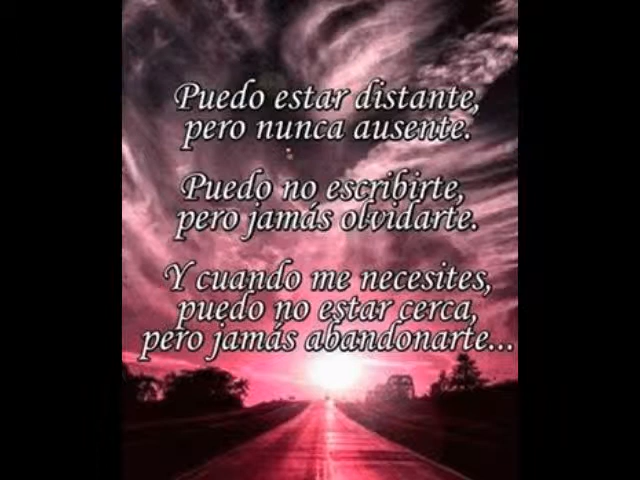 Puedo estar distante,
pero nunca ausente.
Puedo no escribirte,
pero jamás olvidarte.
Y cuando me necesites,
puedo no estar cerca,
pero jamás abandonarte...